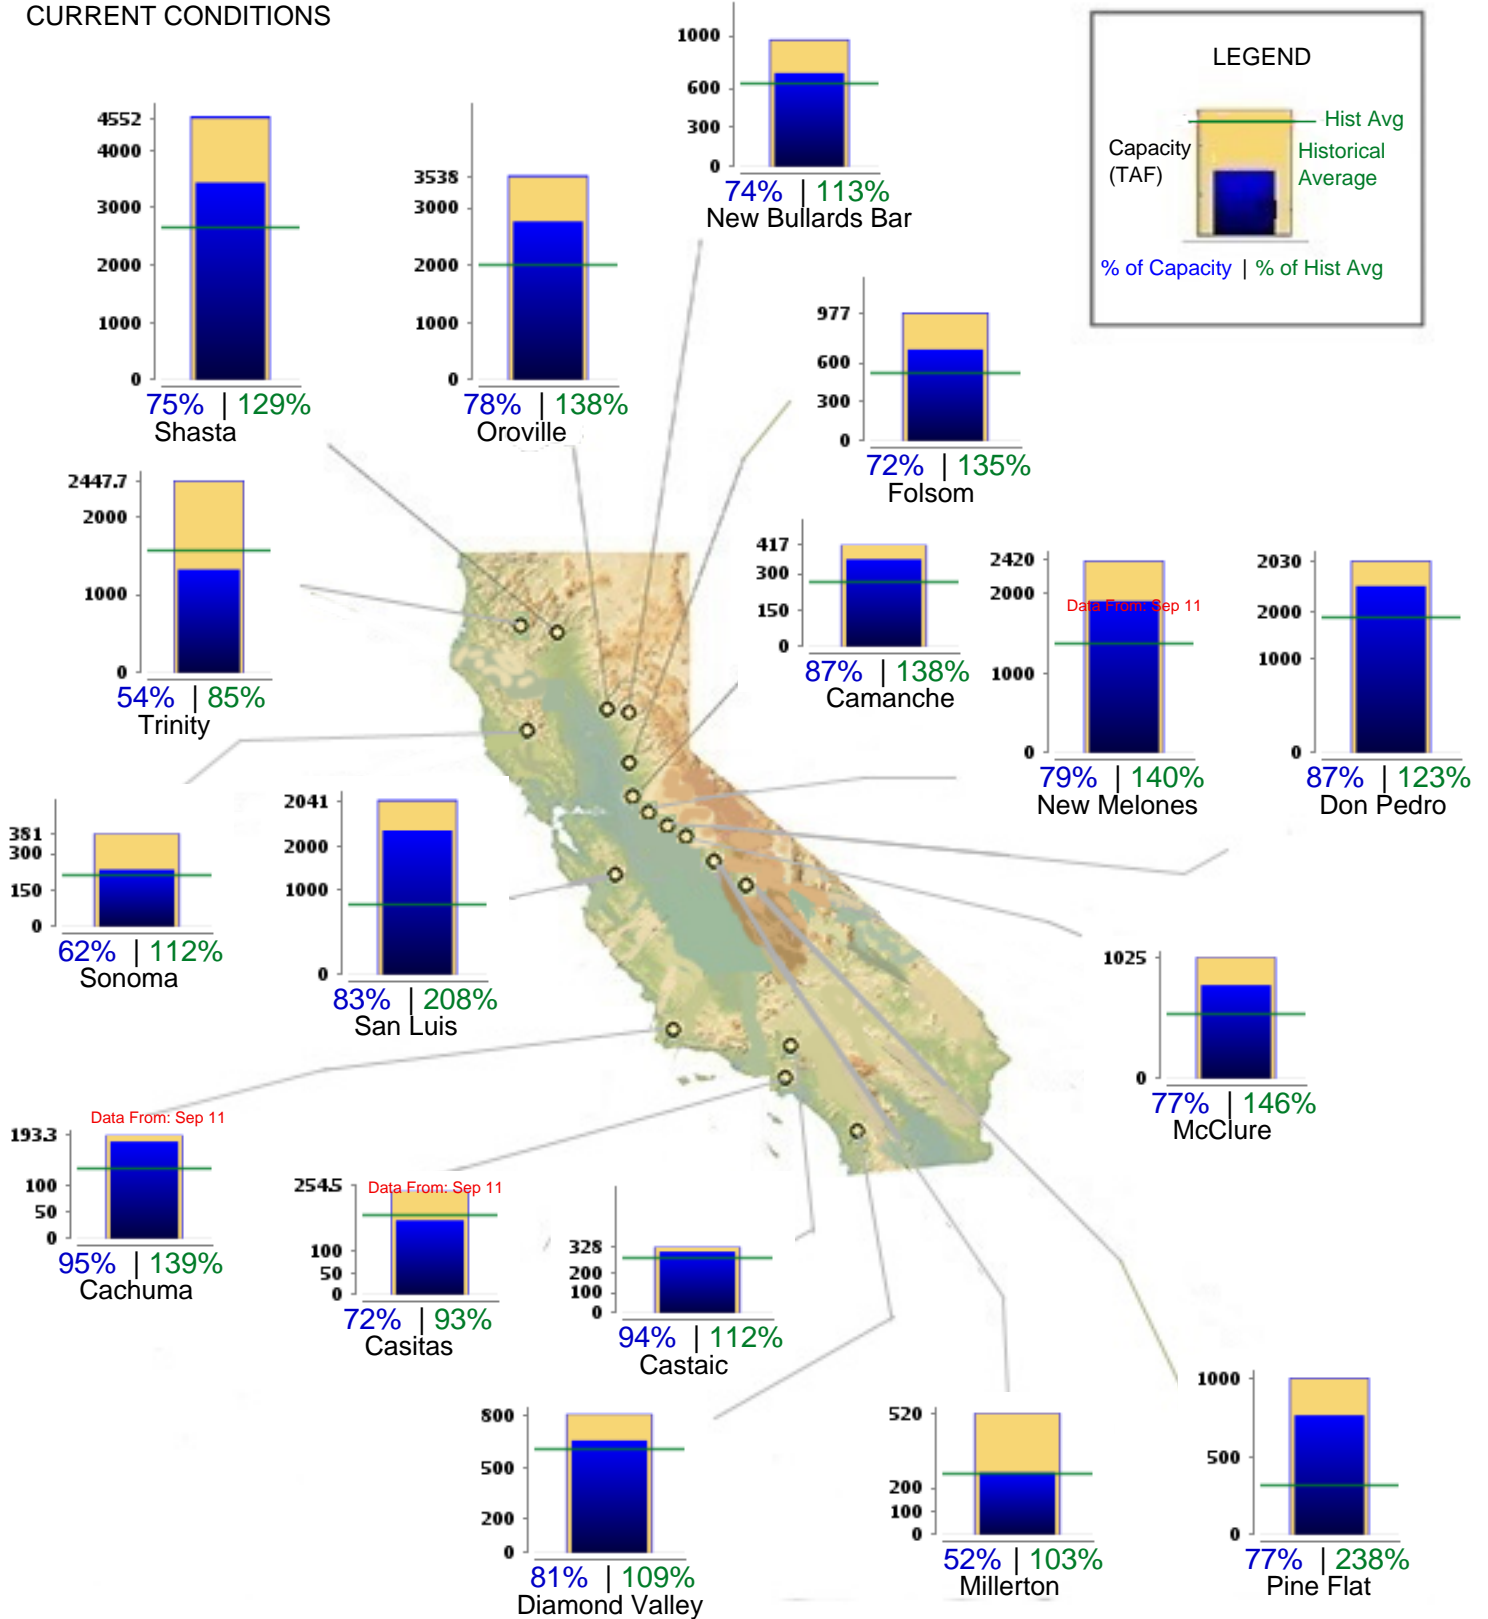 CURRENT CONDITIONS
1000
600
300
0
74% | 113%
New Bullards Bar
LEGEND
Hist Avg
Capacity
(TAF)
Historical
Average
% of Capacity | % of Hist Avg
4552
4000
3000
2000
1000
0
75% | 129%
Shasta
3538
3000
2000
1000
0
78% | 138%
Oroville
977
600
300
0
72% | 135%
Folsom
2447.7
2000
1000
0
54% | 85%
Trinity
417
300
150
0
87% | 138%
Camanche
2420
2000
Data From: Sep 11
1000
0
79% | 140%
New Melones
2030
2000
1000
0
87% | 123%
Don Pedro
381
300
150
0
62% | 112%
Sonoma
2041
2000
1000
0
83% | 208%
San Luis
1025
0
77% | 146%
McClure
Data From: Sep 11
193.3
100
50
0
95% | 139%
Cachuma
254.5
Data From: Sep 11
100
50
0
72% | 93%
Casitas
328
200
100
0
94% | 112%
Castaic
800
500
200
0
81% | 109%
Diamond Valley
520
200
100
0
52% | 103%
Millerton
1000
500
0
77% | 238%
Pine Flat